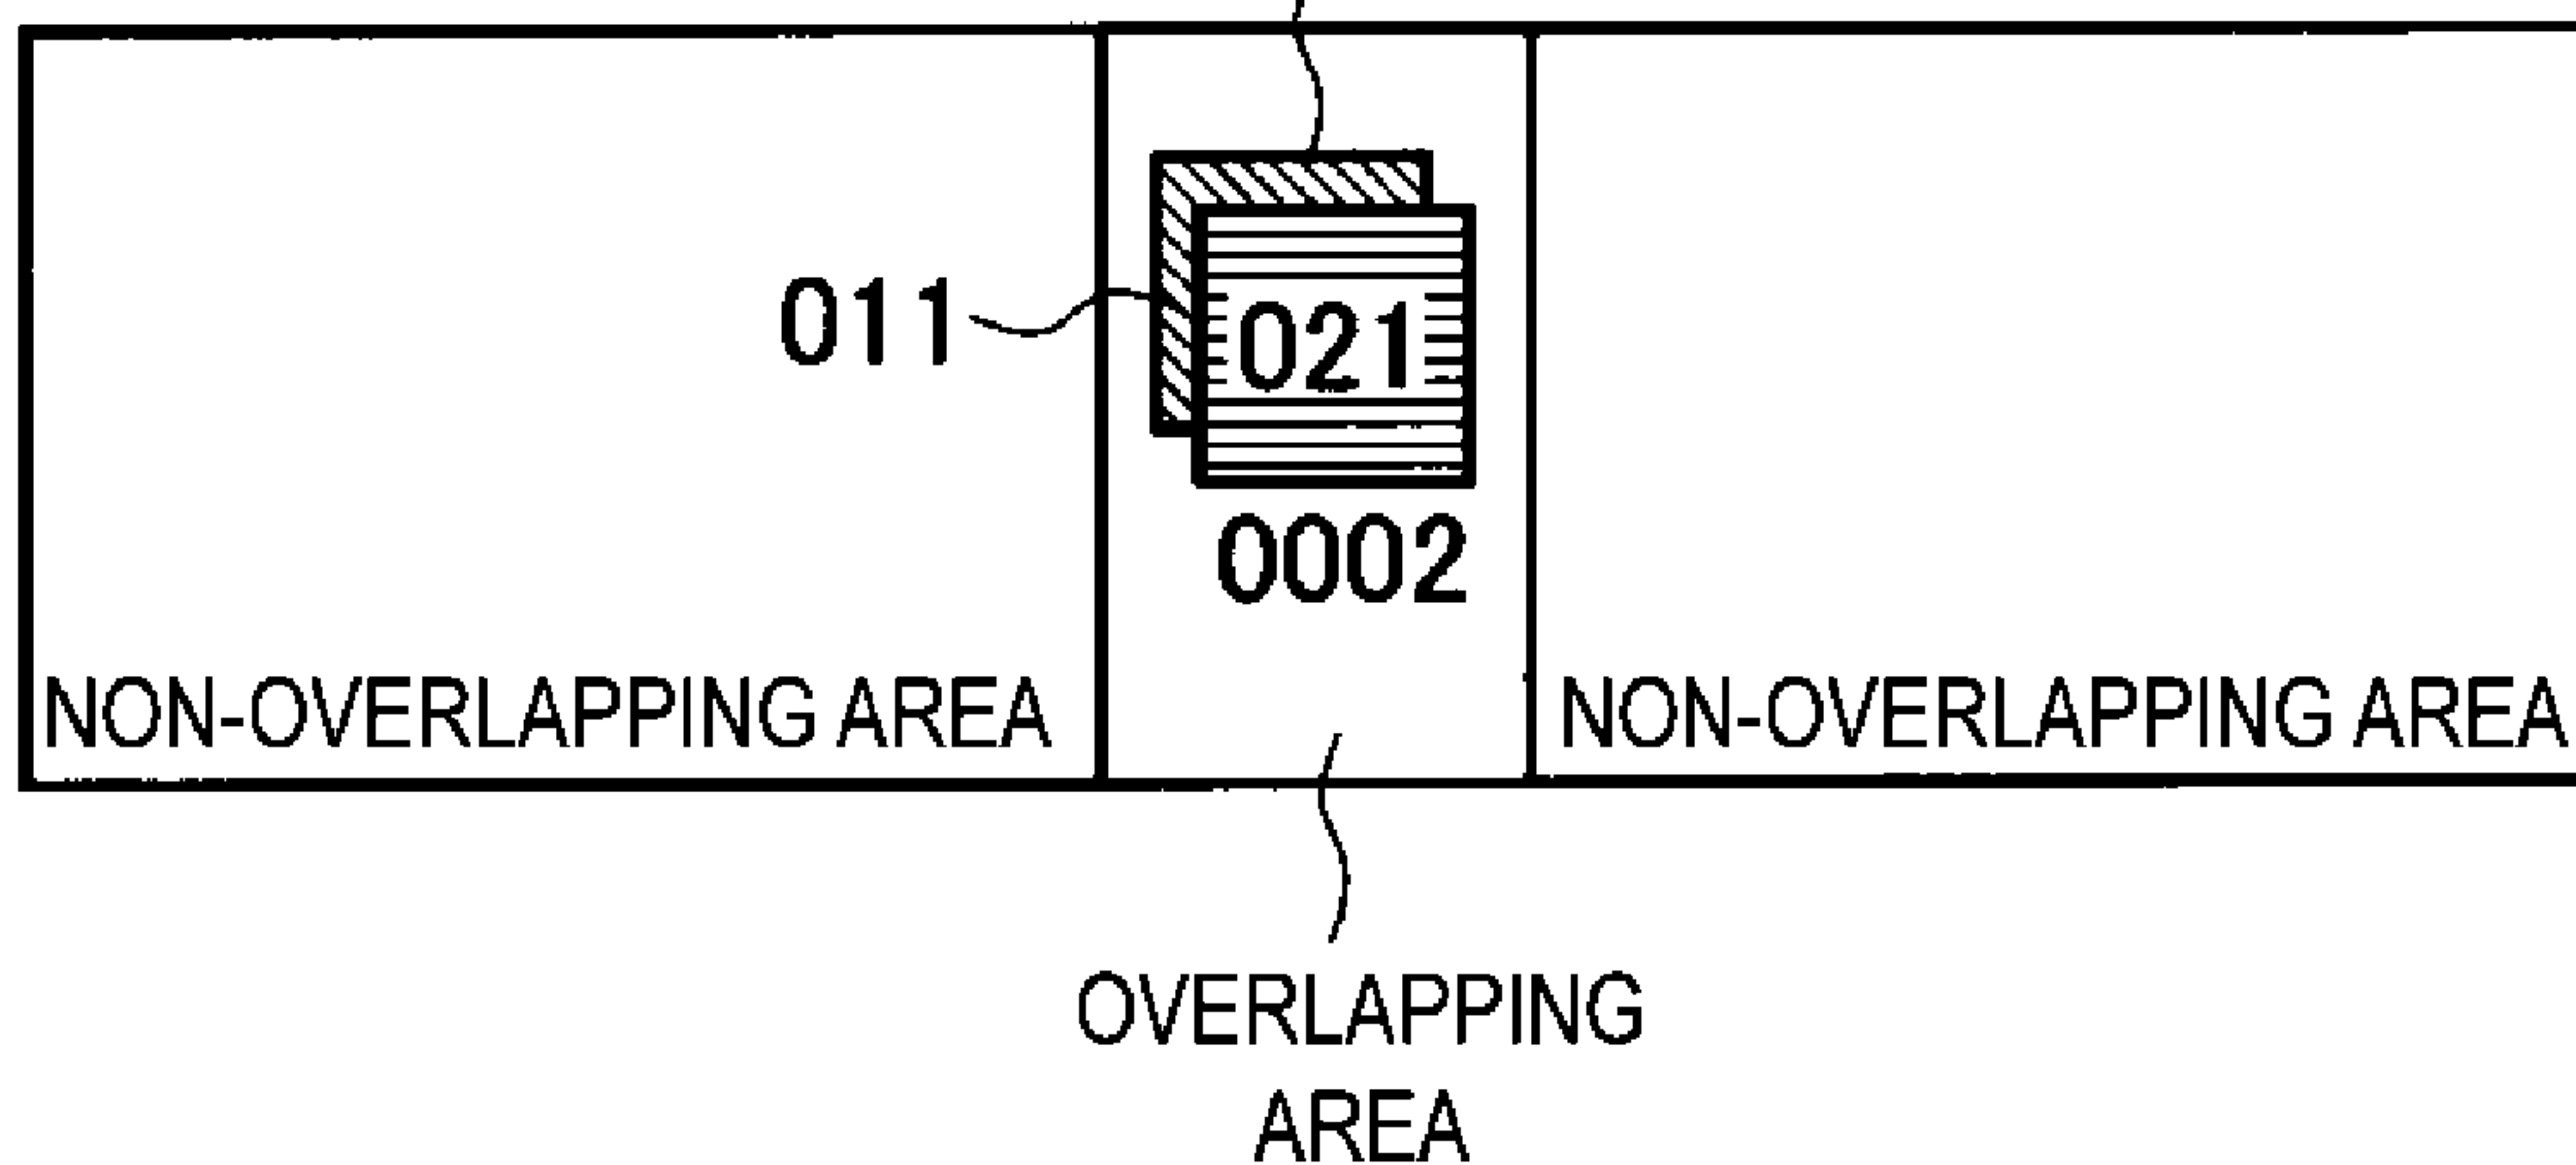 011
021
0002
NON-OVERLAPPING AREA
NON-OVERLAPPING AREA
OVERLAPPING
AREA